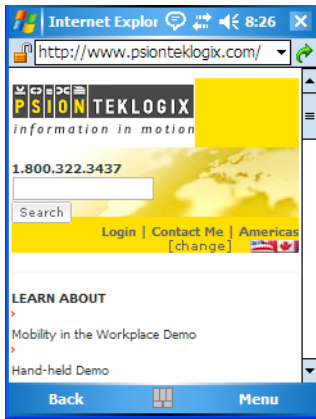 Internet Explor 8:26
http://www.psionteklogix.com/
PSION TEKLOGIX
information in motion
1.800.322.3437
Search
Login | Contact Me | Americas
[change]
LEARN ABOUT
Mobility in the Workplace Demo
Hand-held Demo
Back Menu